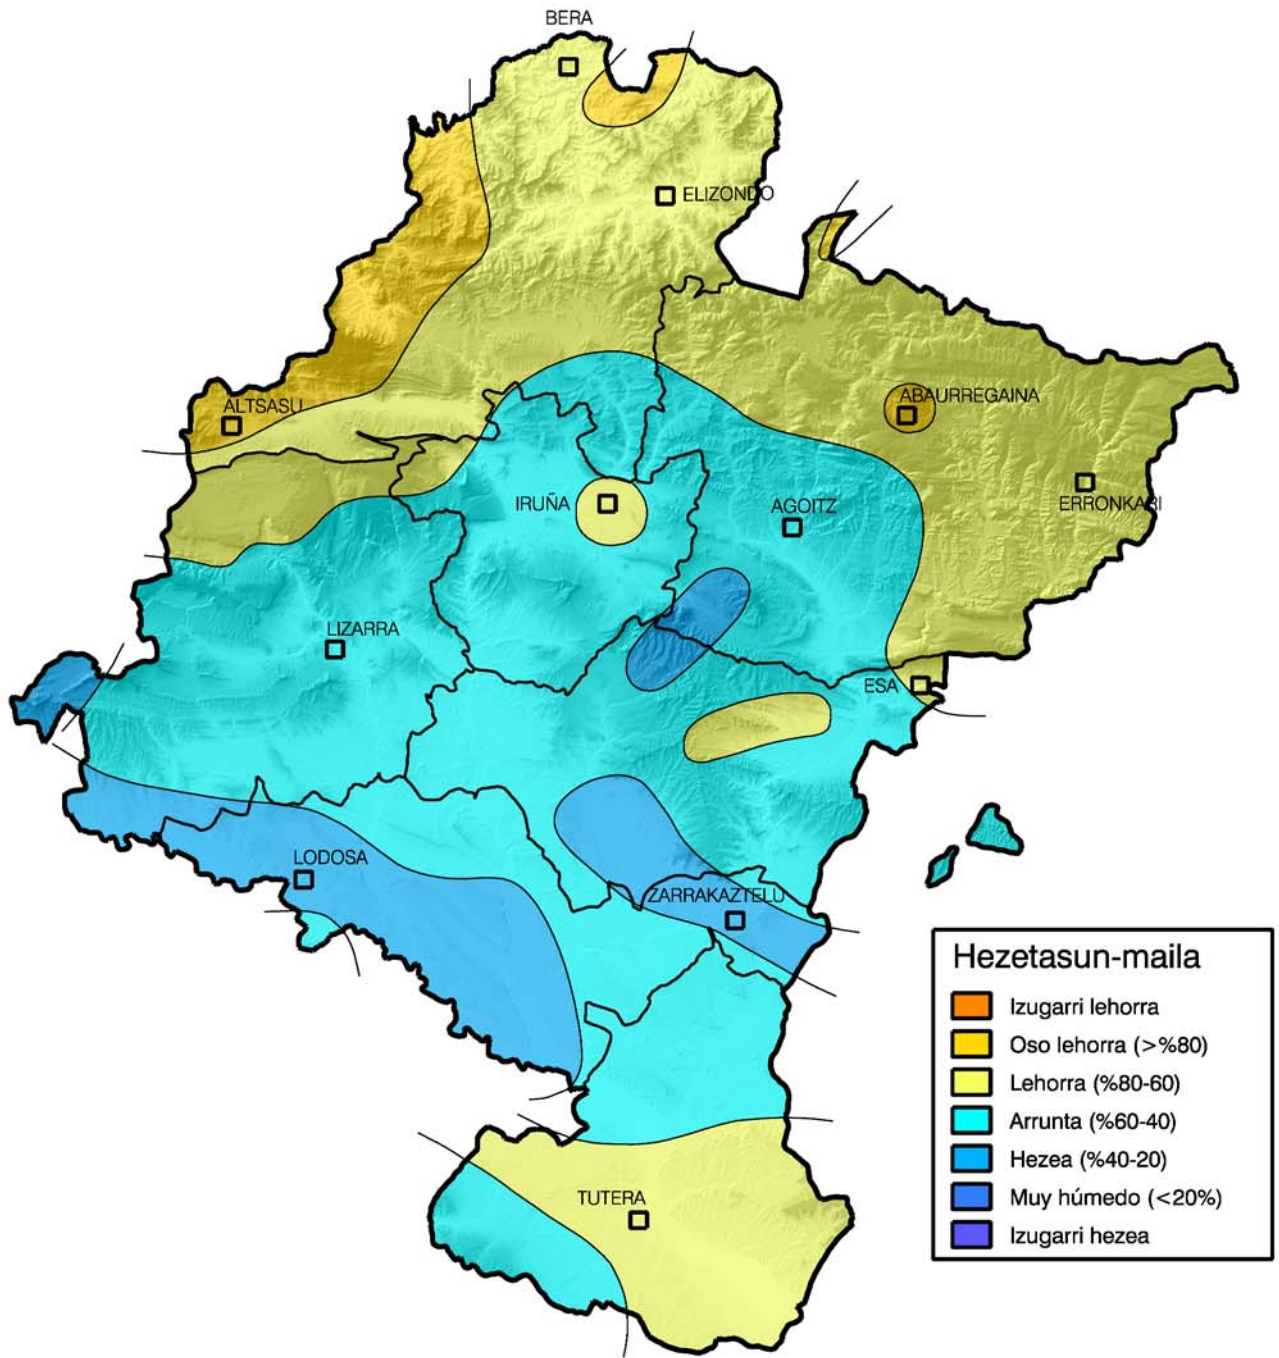 BERA
ELIZONDO
ALTSASU
ABAURREGAINA
IRUÑA
AGOITZ
ERRONKARI
LIZARRA
ESA
LODOSA
ZARRAKAZTELU
TUTERA
Hezetasun-maila
Izugarri lehorra
Oso lehorra (>%80)
Lehorra (%80-60)
Arrunta (%60-40)
Hezea (%40-20)
Muy húmedo (<20%)
Izugarri hezea